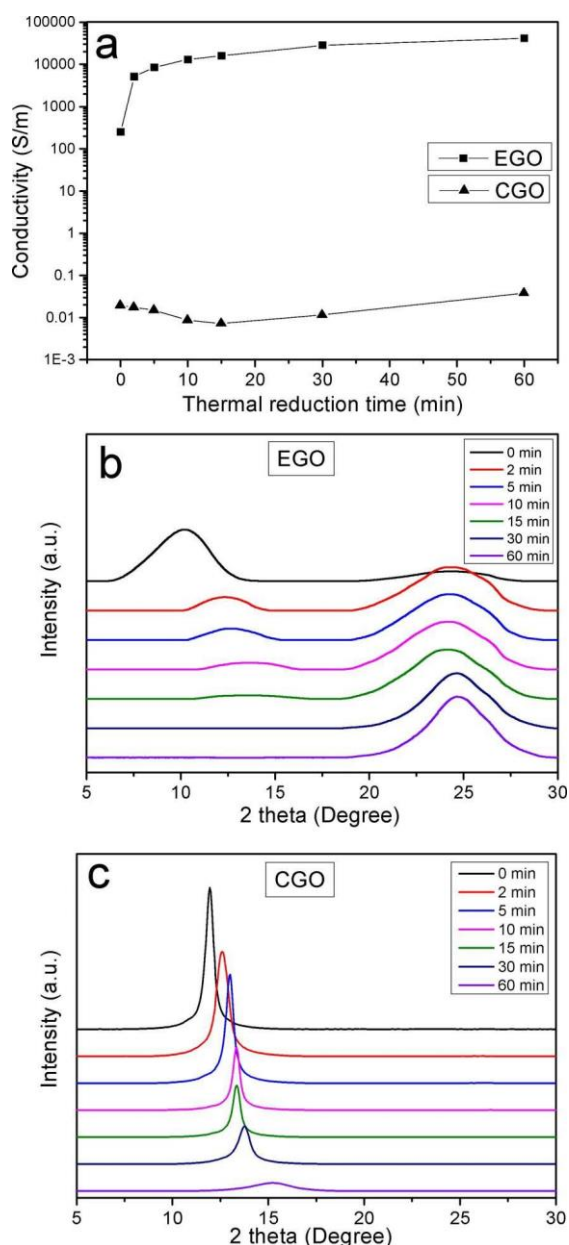 a
100000
10000
1000
100
10
1
0.1
0.01
1E-3
Conductivity (S/m)
EGO
CGO
0 10 20 30 40 50 60
Thermal reduction time (min)
b
EGO
0 min
2 min
5 min
10 min
15 min
30 min
60 min
Intensity (a.u.)
5 10 15 20 25 30
2 theta (Degree)
c
CGO
0 min
2 min
5 min
10 min
15 min
30 min
60 min
Intensity (a.u.)
5 10 15 20 25 30
2 theta (Degree)